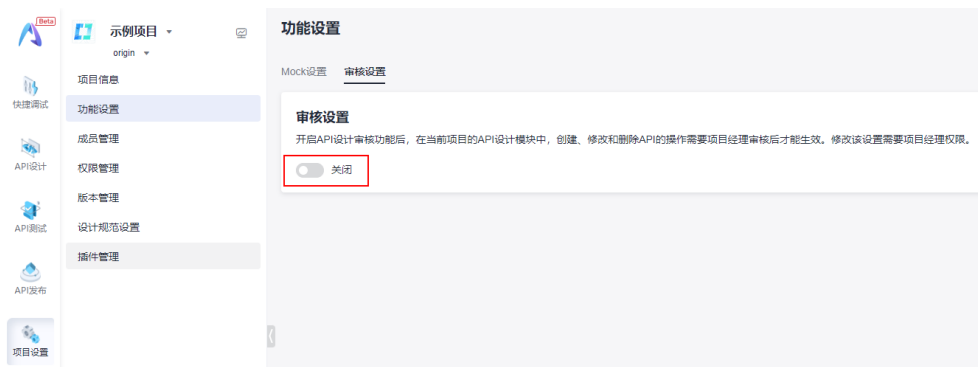 Beta
示例项目
origin
快捷调试
API设计
API测试
API发布
项目设置
项目信息
功能设置
成员管理
权限管理
版本管理
设计规范设置
插件管理
功能设置
Mock设置 审核设置
审核设置
开启API设计审核功能后，在当前项目的API设计模块中，创建、修改和删除API的操作需要项目经理审核后才能生效。修改该设置需要项目经理权限。
关闭